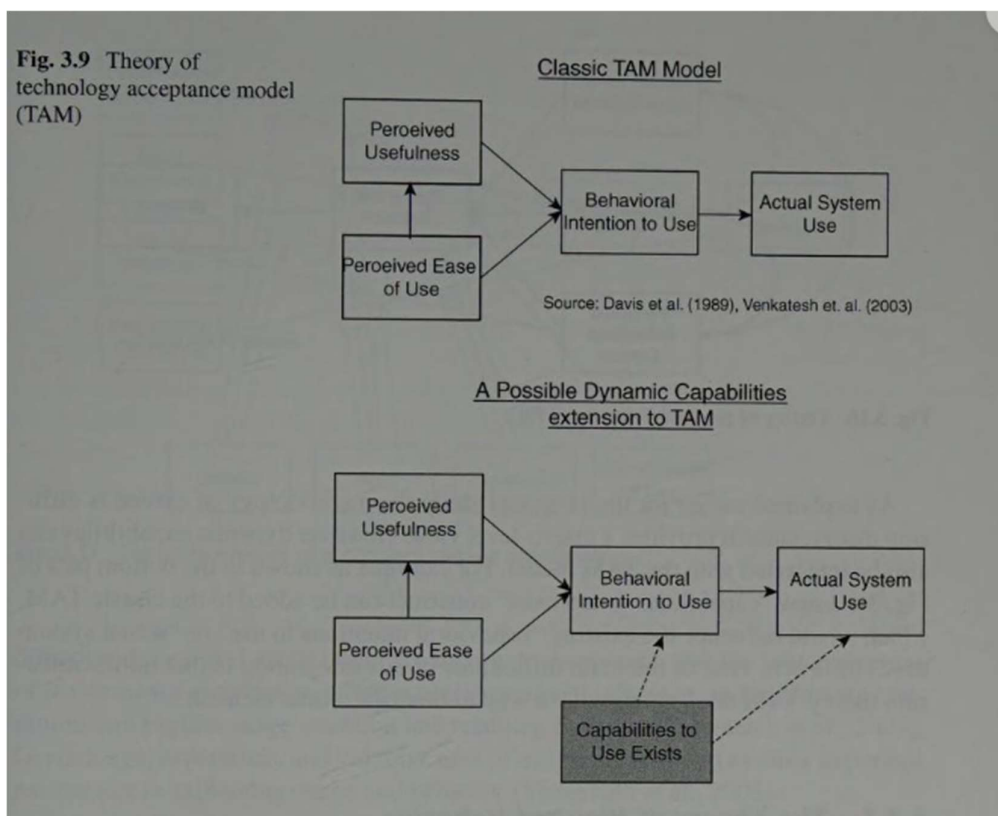 Fig. 3.9 Theory of
technology acceptance model
(TAM)
Classic TAM Model
Peroeived
Usefulness
Behavioral
Intention to Use
Actual System
Use
Peroeived Ease
of Use
Source: Davis et al. (1989), Venkatesh et. al. (2003)
A Possible Dynamic Capabilities
extension to TAM
Peroeived
Usefulness
Behavioral
Intention to Use
Actual System
Use
Peroeived Ease
of Use
Capabilities to
Use Exists